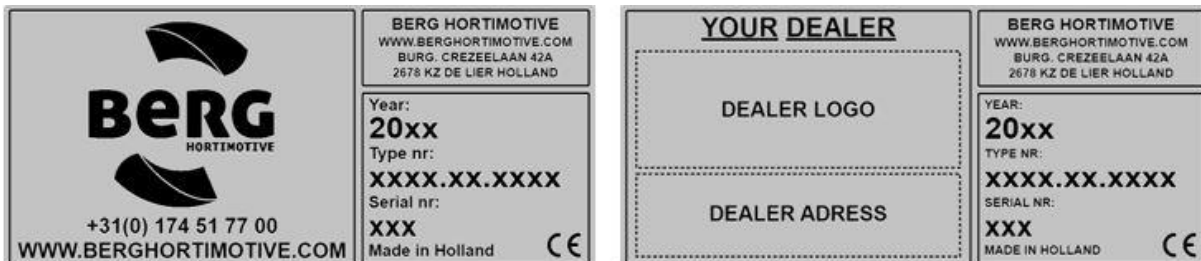 BERG
HORTIMOTIVE
+31(0) 174 51 77 00
WWW.BERGHORTIMOTIVE.COM
BERG HORTIMOTIVE
WWW.BERGHORTIMOTIVE.COM
BURG. CREZEELAAN 42A
2678 KZ DE LIER HOLLAND
Year:
20xx
Type nr:
XXXX.XX.XXXX
Serial nr:
XXX
Made in Holland CE
YOUR DEALER
DEALER LOGO
DEALER ADRESS
BERG HORTIMOTIVE
WWW.BERGHORTIMOTIVE.COM
BURG. CREZEELAAN 42A
2678 KZ DE LIER HOLLAND
YEAR:
20xx
TYPE NR:
XXXX.XX.XXXX
SERIAL NR:
XXX
MADE IN HOLLAND CE